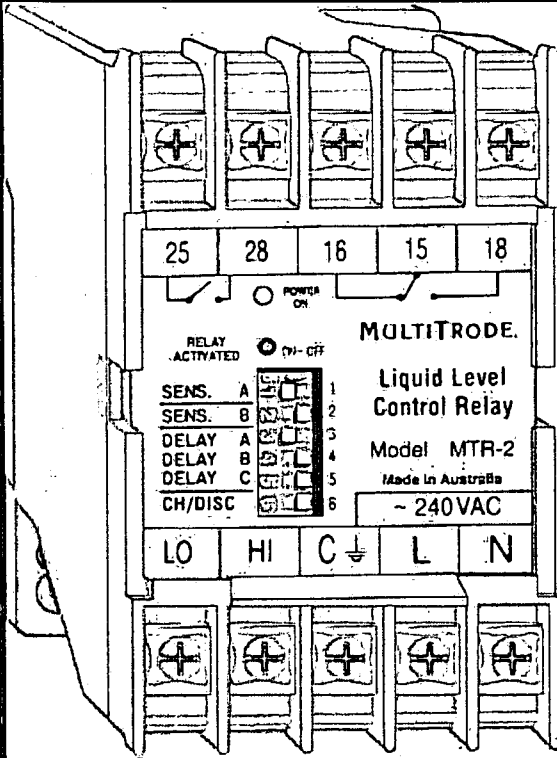 25 28 16 15 18
POWER ON
MULTITRODE.
RELAY ACTIVATED
ON-OFF
Liquid Level
Control Relay
Model MTR-2
Made in Australia
~ 240VAC
SENS. A 1
SENS. B 2
DELAY A 3
DELAY B 4
DELAY C 5
CH/DISC 6
LO HI C L N